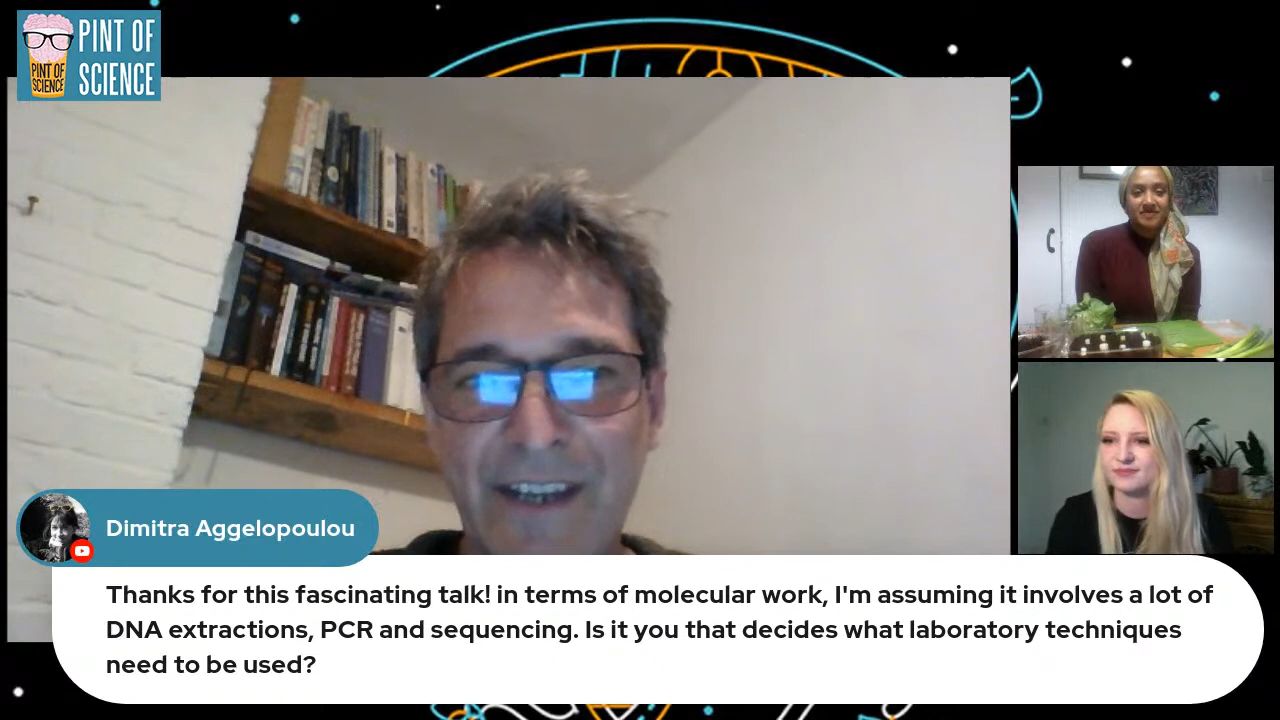 PINT OF
SCIENCE
PINT OF
SCIENCE
Dimitra Aggelopoulou
Thanks for this fascinating talk! in terms of molecular work, I'm assuming it involves a lot of
DNA extractions, PCR and sequencing. Is it you that decides what laboratory techniques
need to be used?